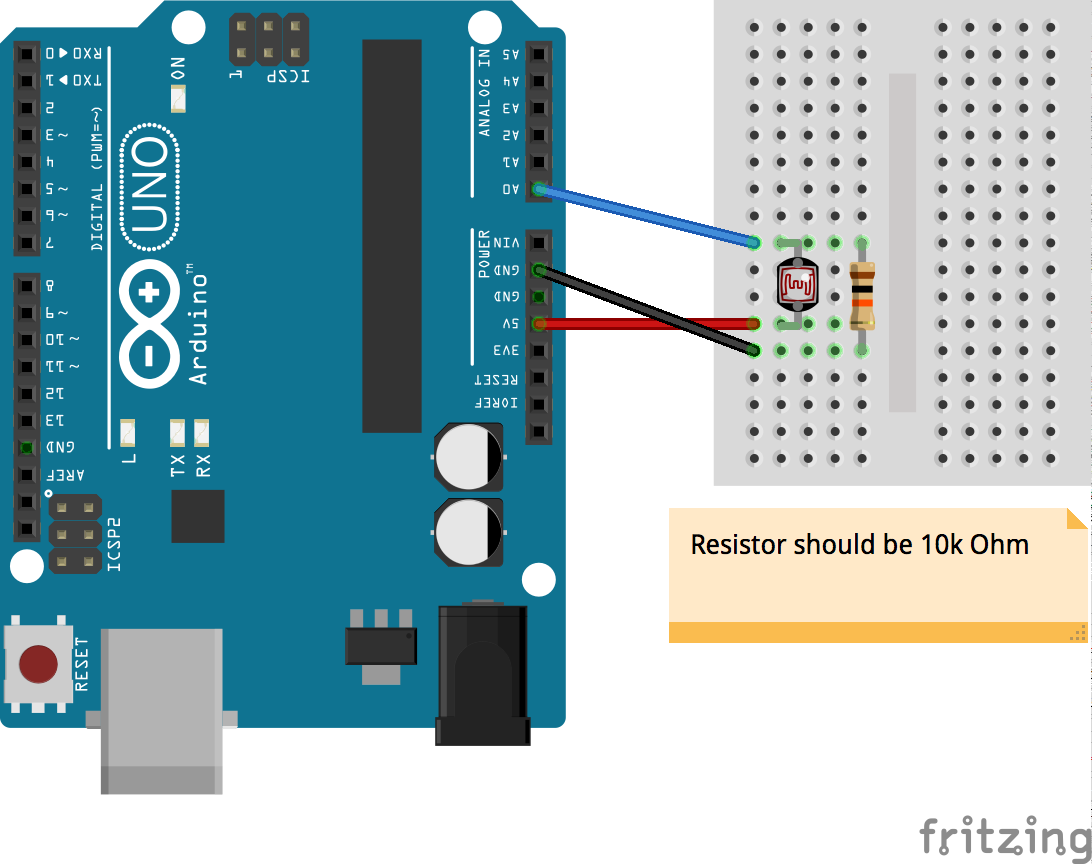 0 ◀ RX0
1 ▶ TX0
2
3 ~
4
5 ~
6 ~
7
DIGITAL (PWM=~)
8
9 ~
10 ~
11 ~
12
13
GND
AREF
ON
1
ICSP
UNO
Arduino™
L
TX
RX
ICSP2
RESET
ANALOG IN
A5
A4
A3
A2
A1
A0
POWER
VIN
GND
GND
5V
3V3
RESET
IOREF
Resistor should be 10k Ohm
fritzing